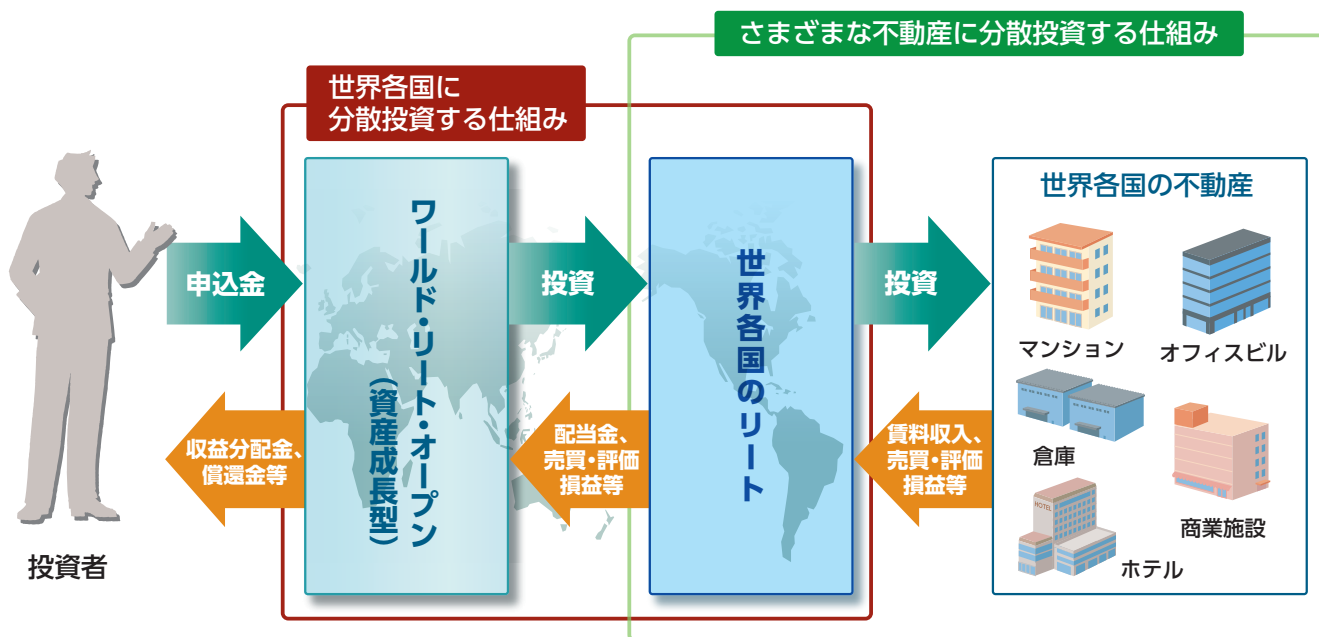 さまざまな不動産に分散投資する仕組み
世界各国に
分散投資する仕組み
投資者
申込金
収益分配金、
償還金等
ワールド・リート・オープン
（資産成長型）
投資
配当金、
売買・評価
損益等
世界各国のリート
投資
賃料収入、
売買・評価
損益等
世界各国の不動産
マンション
オフィスビル
倉庫
商業施設
HOTEL
ホテル